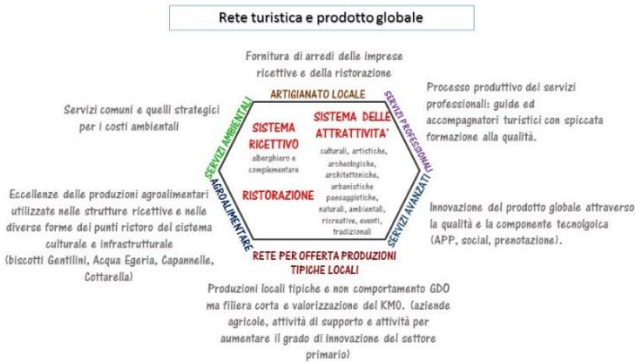 Rete turistica e prodotto globale
Fornitura di arredi delle imprese
ricettive e della ristorazione
ARTIGIANATO LOCALE
Servizi comuni e quelli strategici
per i costi ambientali
SERVIZI AMBIENTALI
SERVIZI PROFESSIONALI
Processo produttivo dei servizi
professionali: guide ed
accompagnatori turistici con spiccata
formazione alla qualità.
SISTEMA
RICETTIVO
alberghiero e
complementare
RISTORAZIONE
SISTEMA DELLE
ATTRATTIVITA'
culturali, artistiche,
archeologiche,
architettoniche,
urbanistiche
paesaggistiche,
naturali, ambientali,
ricreative, eventi,
tradizionali
Eccellenze delle produzioni agroalimentari
utilizzate nelle strutture ricettive e nelle
diverse forme dei punti ristoro del sistema
culturale e infrastrutturale
(biscotti Gentilini, Acqua Egeria, Capannelle,
Cottarella)
AGROALIMENTARE
SERVIZI AVANZATI
Innovazione del prodotto globale attraverso
la qualità e la componente tecnolgoica
(APP, social, prenotazione).
RETE PER OFFERTA PRODUZIONI
TIPICHE LOCALI
Produzioni locali tipiche e non comportamento GDO
ma filiera corta e valorizzazione del KM0. (aziende
agricole, attività di supporto e attività per
aumentare il grado di innovazione del settore
primario)